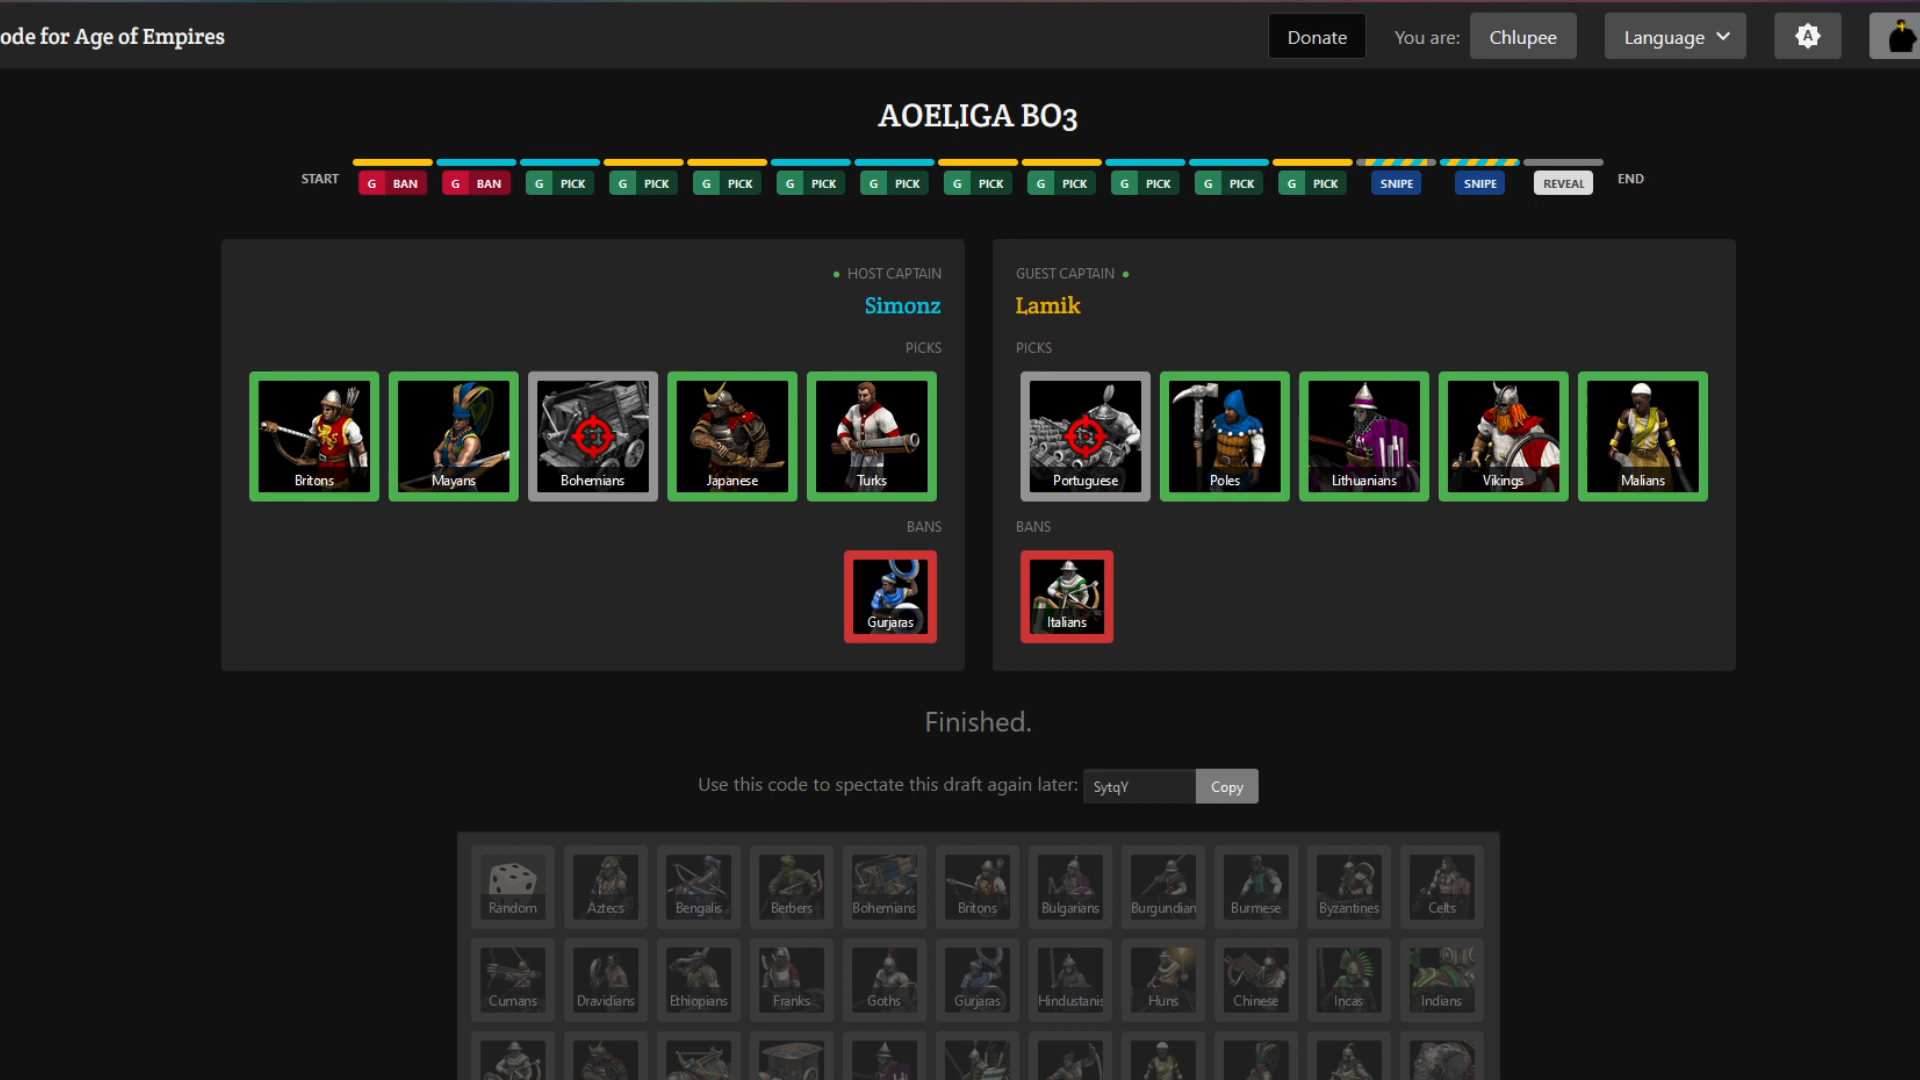 ode for Age of Empires
Donate
You are:
Chlupee
Language
A
AOELIGA BO3
START
G BAN
G BAN
G PICK
G PICK
G PICK
G PICK
G PICK
G PICK
G PICK
G PICK
G PICK
G PICK
SNIPE
SNIPE
REVEAL
END
HOST CAPTAIN
Simonz
PICKS
Britons
Mayans
Bohemians
Japanese
Turks
BANS
Gurjaras
GUEST CAPTAIN
Lamik
PICKS
Portuguese
Poles
Lithuanians
Vikings
Malians
BANS
Italians
Finished.
Use this code to spectate this draft again later:
SytqY
Copy
Random
Aztecs
Bengalis
Berbers
Bohemians
Britons
Bulgarians
Burgundian
Burmese
Byzantines
Celts
Cumans
Dravidians
Ethiopians
Franks
Goths
Gurjaras
Hindustanis
Huns
Chinese
Incas
Indians